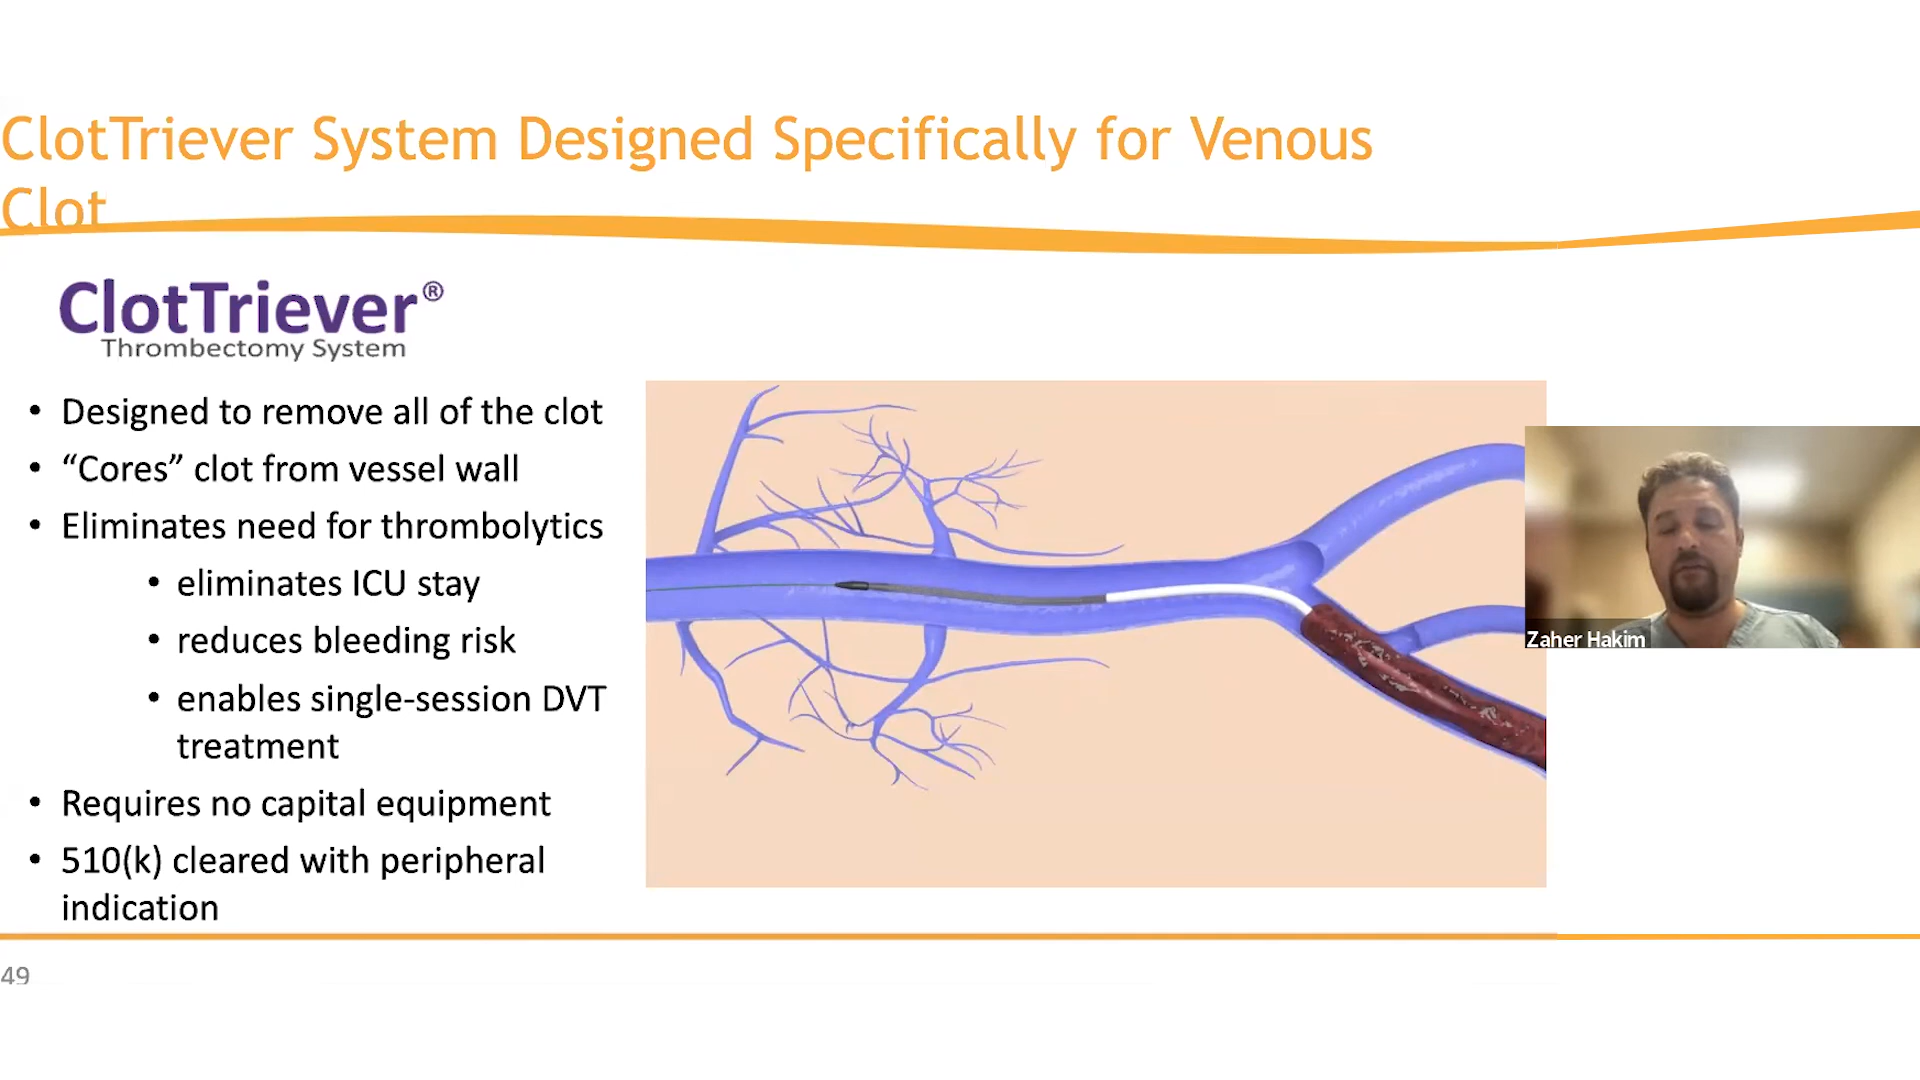 ClotTriever System Designed Specifically for Venous
Clot
ClotTriever®
Thrombectomy System
• Designed to remove all of the clot
• “Cores” clot from vessel wall
• Eliminates need for thrombolytics
• eliminates ICU stay
• reduces bleeding risk
• enables single-session DVT
treatment
• Requires no capital equipment
• 510(k) cleared with peripheral
indication
Zaher Hakim
49